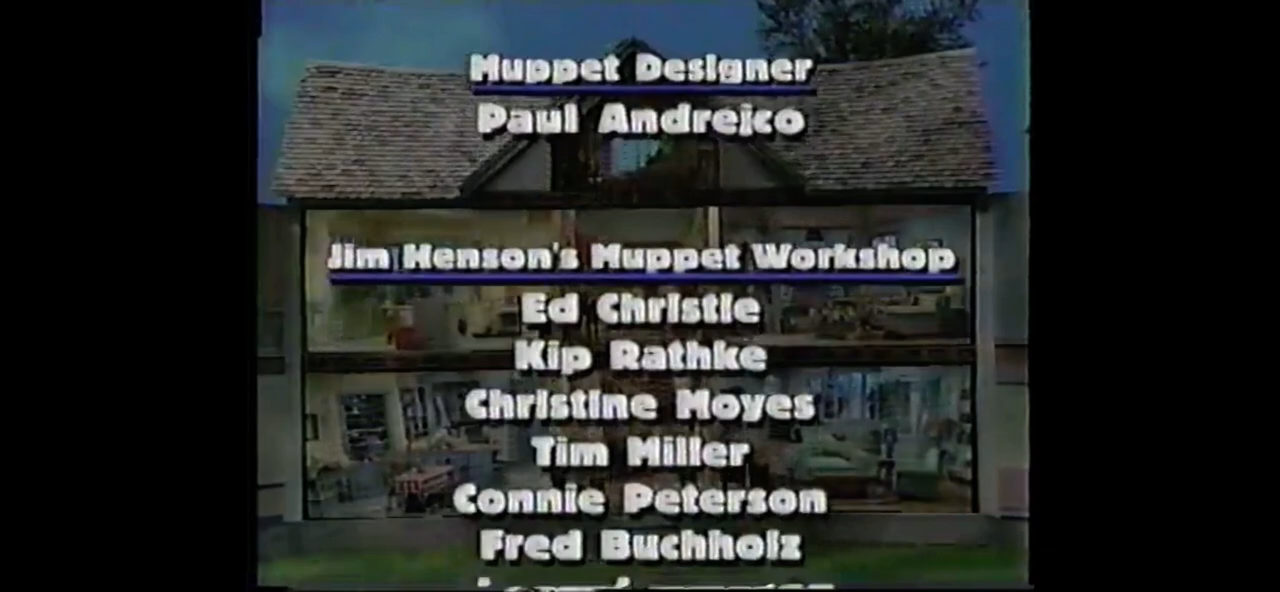 Muppet Designer
Paul Andrejco
Jim Henson's Muppet Workshop
Ed Christie
Kip Rathke
Christine Moyes
Tim Miller
Connie Peterson
Fred Buchholz